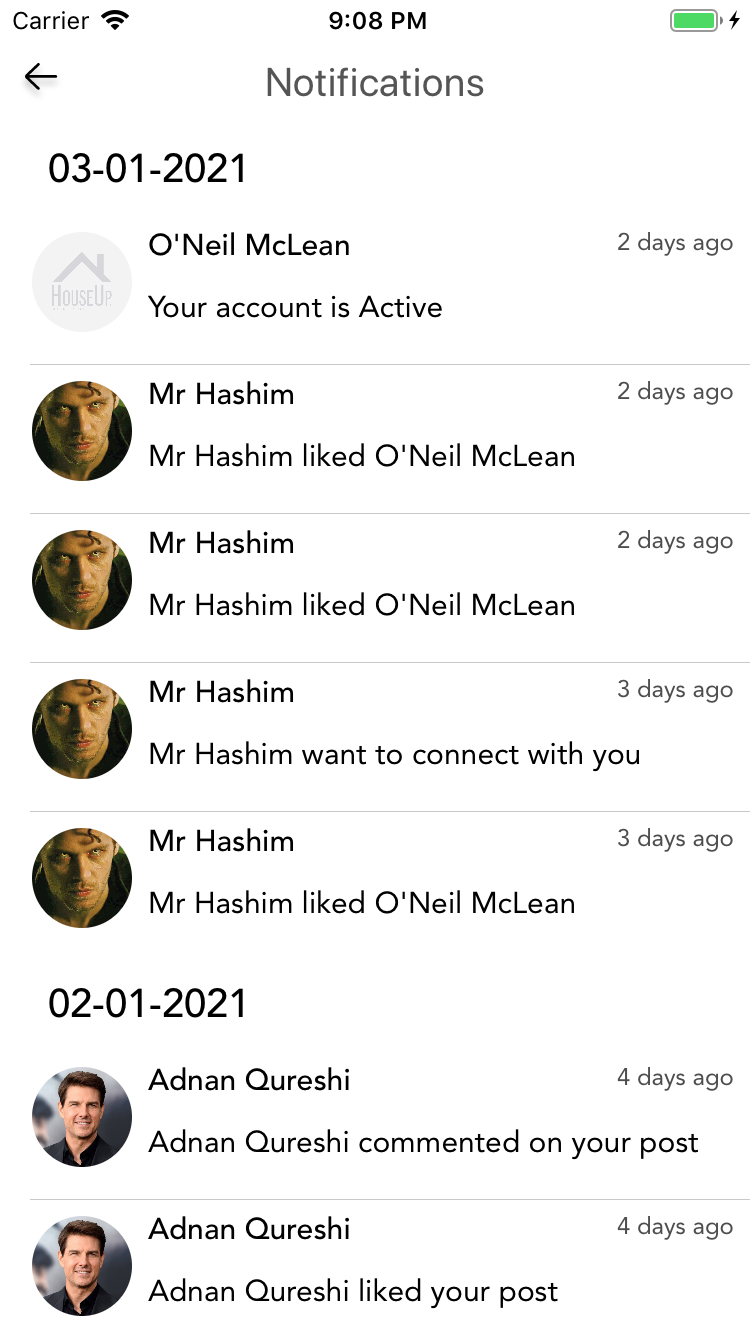 Carrier 9:08 PM
Notifications
03-01-2021
O'Neil McLean 2 days ago
HOUSEUP
Your account is Active
Mr Hashim 2 days ago
Mr Hashim liked O'Neil McLean
Mr Hashim 2 days ago
Mr Hashim liked O'Neil McLean
Mr Hashim 3 days ago
Mr Hashim want to connect with you
Mr Hashim 3 days ago
Mr Hashim liked O'Neil McLean
02-01-2021
Adnan Qureshi 4 days ago
Adnan Qureshi commented on your post
Adnan Qureshi 4 days ago
Adnan Qureshi liked your post